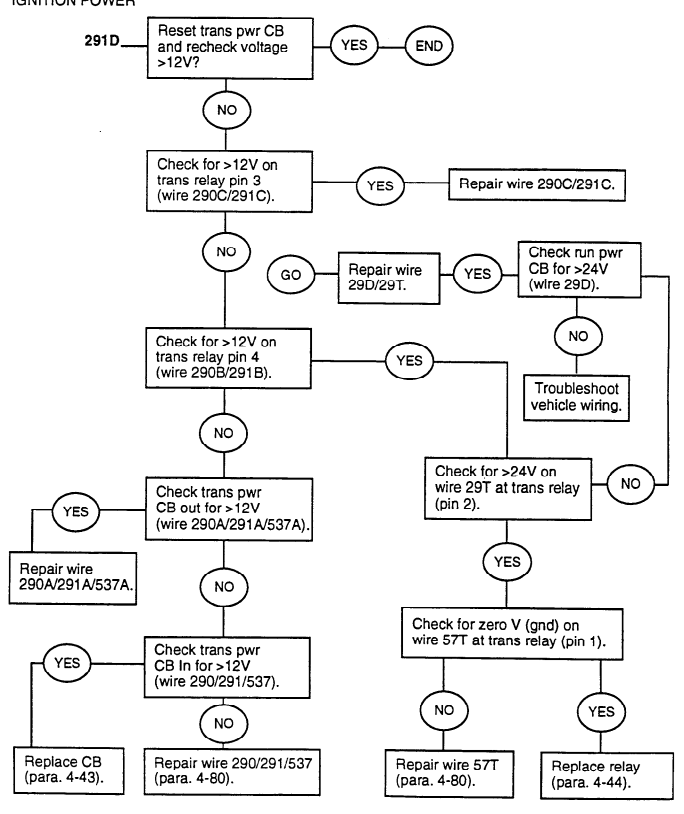 IGNITION POWER
291D
Reset trans pwr CB
and recheck voltage
>12V?
YES
END
NO
Check for >12V on
trans relay pin 3
(wire 290C/291C).
YES
Repair wire 290C/291C.
NO
GO
Repair wire
29D/29T.
YES
Check run pwr
CB for >24V
(wire 29D).
NO
Troubleshoot
vehicle wiring.
Check for >12V on
trans relay pin 4
(wire 290B/291B).
YES
NO
Check for >24V on
wire 29T at trans relay
(pin 2).
NO
Check trans pwr
CB out for >12V
(wire 290A/291A/537A).
YES
Repair wire
290A/291A/537A.
NO
YES
Check for zero V (gnd) on
wire 57T at trans relay (pin 1).
Check trans pwr
CB In for >12V
(wire 290/291/537).
YES
NO
NO
YES
Replace CB
(para. 4-43).
Repair wire 290/291/537
(para. 4-80).
Repair wire 57T
(para. 4-80).
Replace relay
(para. 4-44).